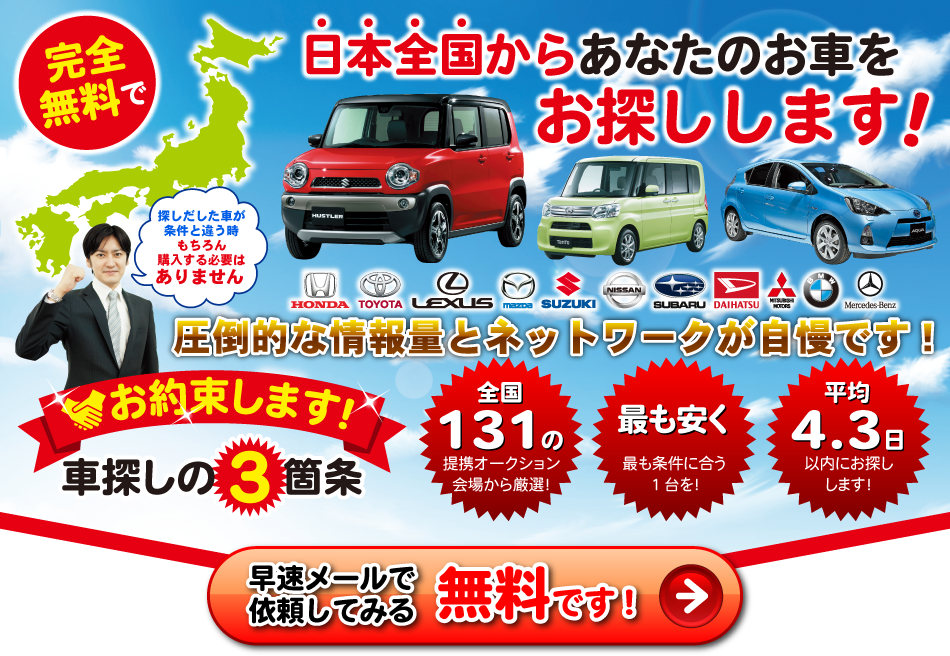 完全
無料で
日本全国からあなたのお車を
お探しします!
探しだした車が
条件と違う時
もちろん
購入する必要は
ありません
HUSTLER
Tanto
AQUA
HONDA
TOYOTA
LEXUS
mazda
SUZUKI
NISSAN
SUBARU
DAIHATSU
MITSUBISHI
MOTORS
BMW
Mercedes-Benz
圧倒的な情報量とネットワークが自慢です!
お約束します!
車探しの3箇条
全国
131の
提携オークション
会場から厳選!
最も安く
最も条件に合う
1台を!
平均
4.3日
以内にお探し
します!
早速メールで
依頼してみる
無料です!